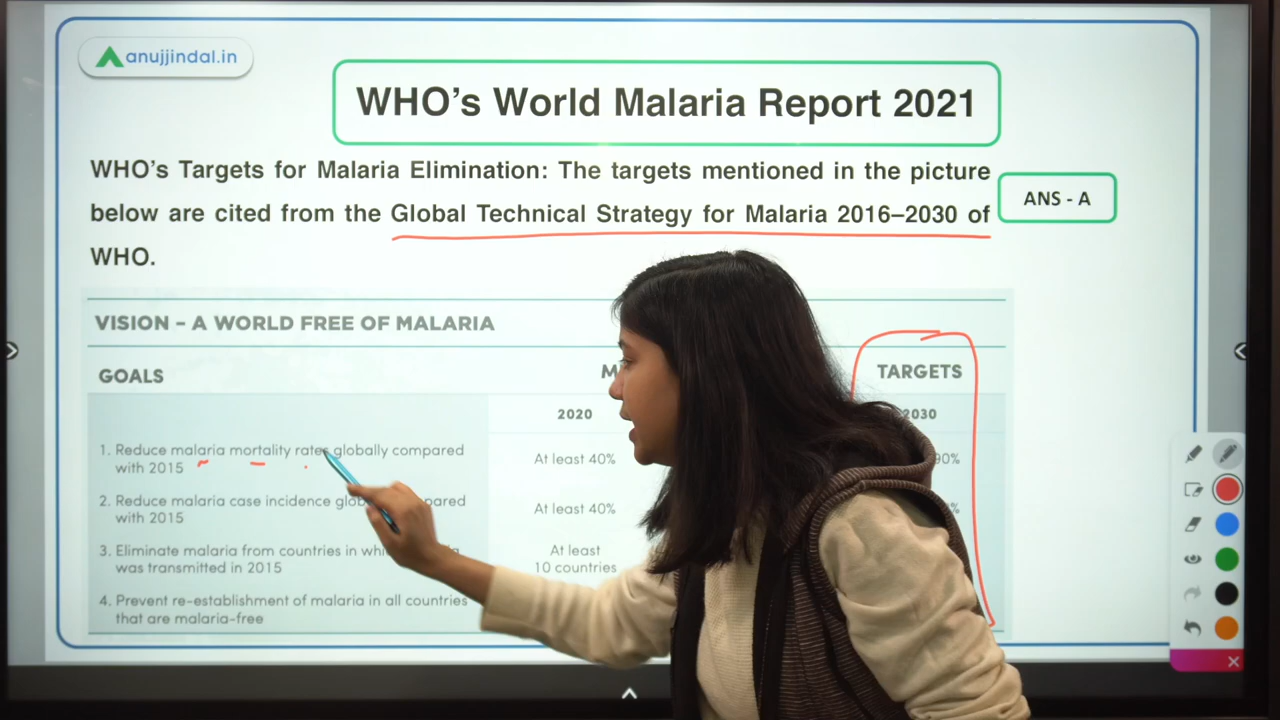 anujjindal.in
WHO's World Malaria Report 2021
WHO's Targets for Malaria Elimination: The targets mentioned in the picture
below are cited from the Global Technical Strategy for Malaria 2016–2030 of
WHO.
ANS - A
VISION – A WORLD FREE OF MALARIA
GOALS
TARGETS
2020
2030
1. Reduce malaria mortality rates globally compared
with 2015
At least 40%
90%
2. Reduce malaria case incidence
with 2015
At least 40%
3. Eliminate malaria from countries in
was transmitted in 2015
At least
10 countries
4. Prevent re-establishment of malaria in all countries
that are malaria-free